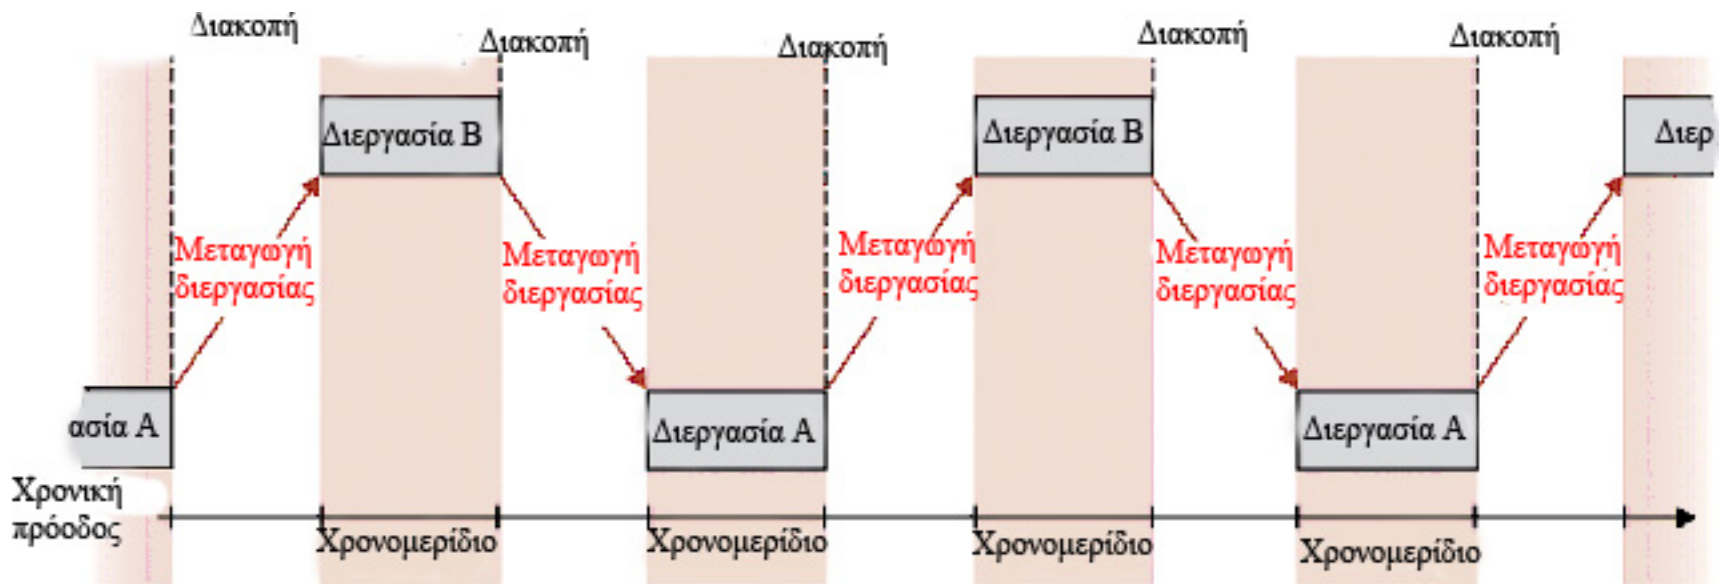 Διακοπή
Διακοπή
Διακοπή
Διακοπή
Διακοπή
Διεργασία Β
Διεργασία Β
Διερ
Μεταγωγή
διεργασίας
Μεταγωγή
διεργασίας
Μεταγωγή
διεργασίας
Μεταγωγή
διεργασίας
Μεταγωγή
διεργασίας
ασία Α
Διεργασία Α
Διεργασία Α
Χρονική
πρόοδος
Χρονομερίδιο
Χρονομερίδιο
Χρονομερίδιο
Χρονομερίδιο